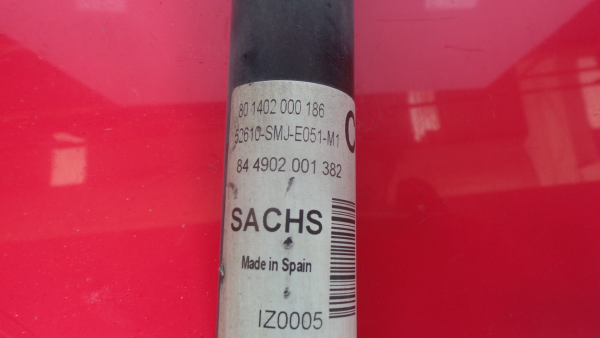 80 1402 000 186
52610-SMJ-E051-M1
84 4902 001 382
SACHS
Made in Spain
IZ0005